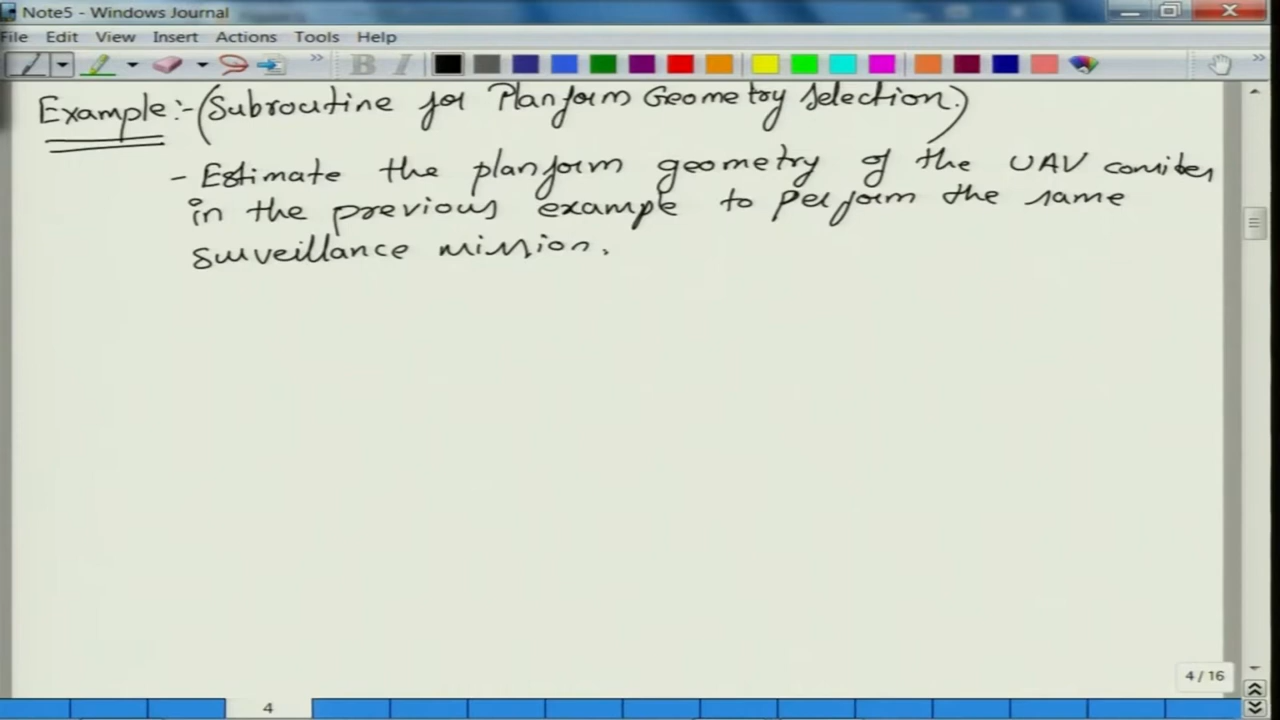 Note5 - Windows Journal
File Edit View Insert Actions Tools Help
B I
Example:- (Subroutine for Planform Geometry Selection.)
- Estimate the planform geometry of the UAV consider
in the previous example to perform the same
surveillance mission.
4 / 16
4